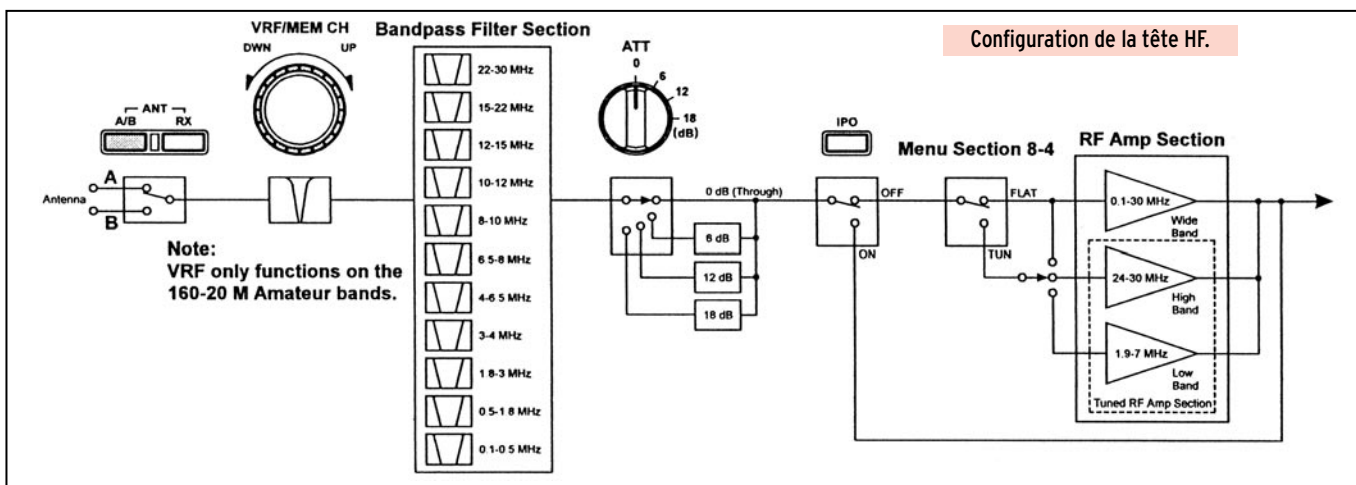 Configuration de la tête HF.
VRF/MEM CH
DWN
UP
Bandpass Filter Section
ATT
0
6
12
18
(dB)
ANT
A/B
RX
IPO
Menu Section 8-4
RF Amp Section
Antenna
A
B
Note:
VRF only functions on the
160-20 M Amateur bands.
22-30 MHz
15-22 MHz
12-15 MHz
10-12 MHz
8-10 MHz
6 5-8 MHz
4-6 5 MHz
3-4 MHz
1 8-3 MHz
0 5-1 8 MHz
0 1-0 5 MHz
0 dB (Through)
6 dB
12 dB
18 dB
OFF
ON
FLAT
TUN
0.1-30 MHz
Wide
Band
24-30 MHz
High
Band
1.9-7 MHz
Low
Band
Tuned RF Amp Section